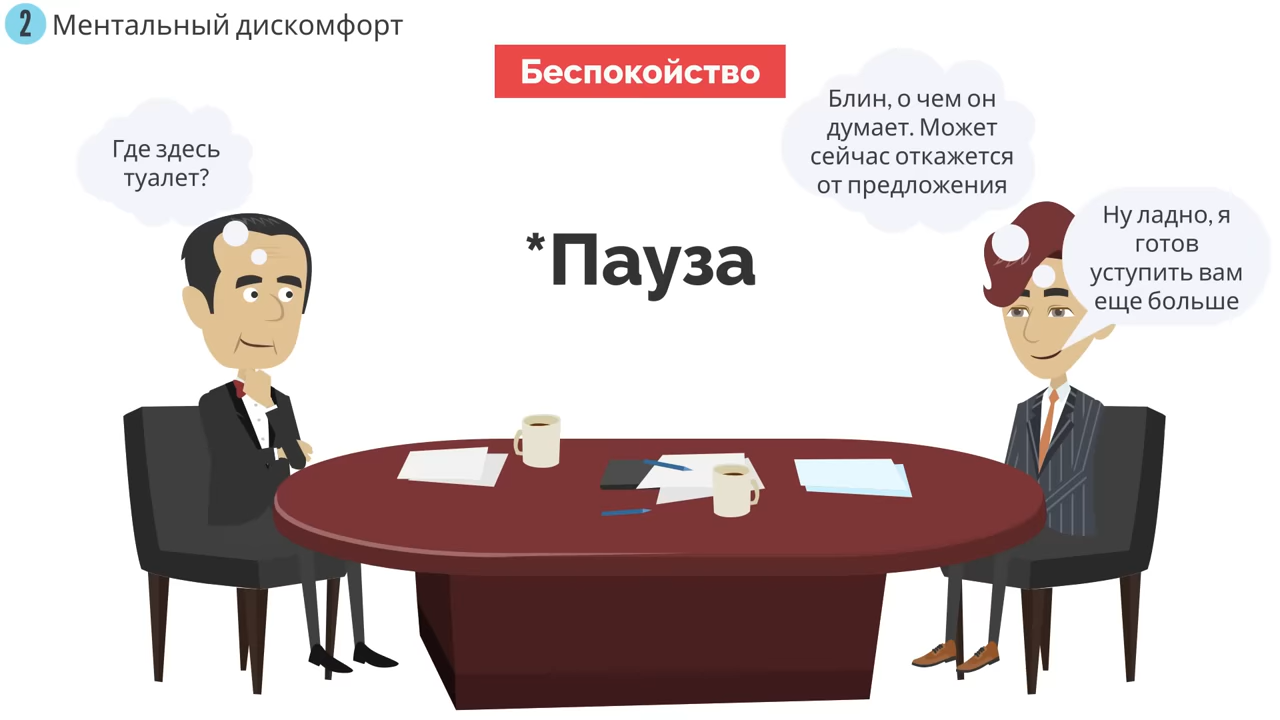 2 Ментальный дискомфорт
Беспокойство
Где здесь
туалет?
*Пауза
Блин, о чем он
думает. Может
сейчас откажется
от предложения
Ну ладно, я
готов
уступить вам
еще больше